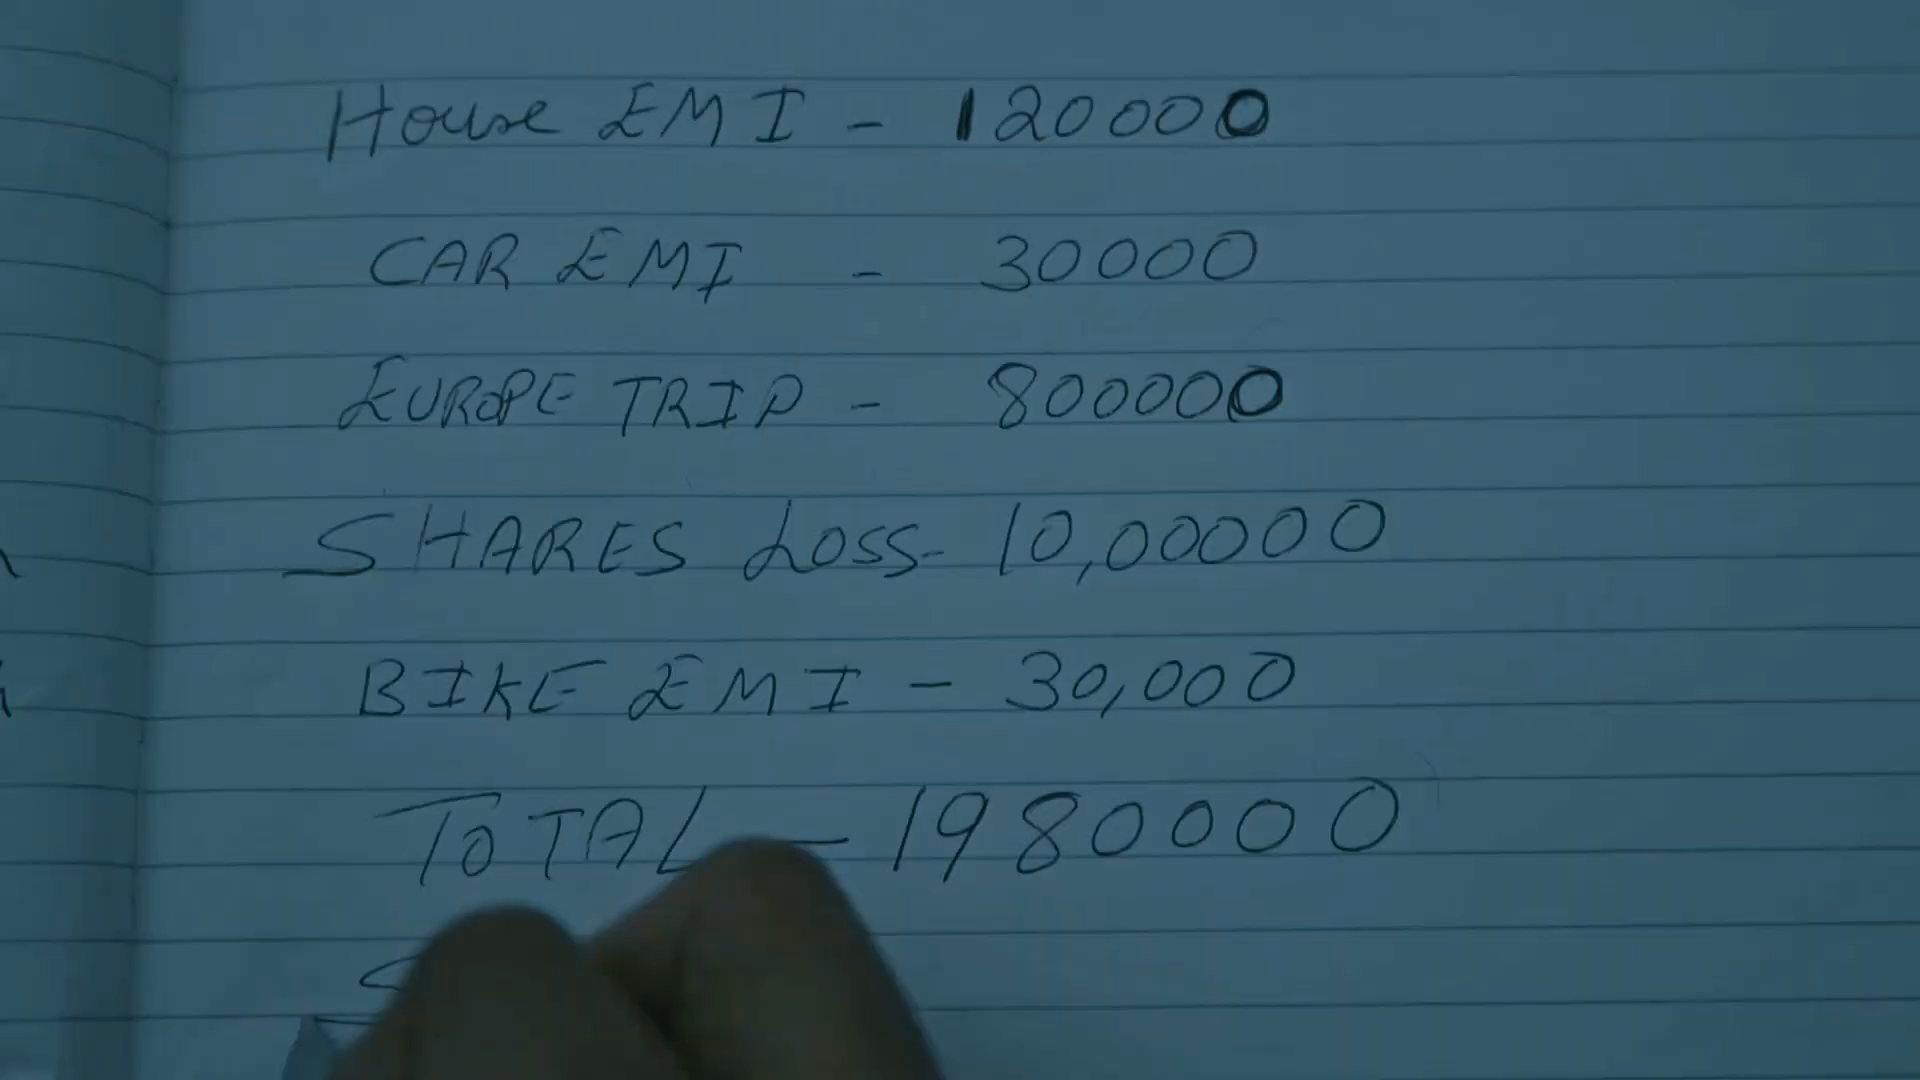 House EMI - 120000
CAR EMI - 30000
EUROPE TRIP - 800000
SHARES LOSS - 10,00000
BIKE EMI - 30,000
TOTAL - 1980000